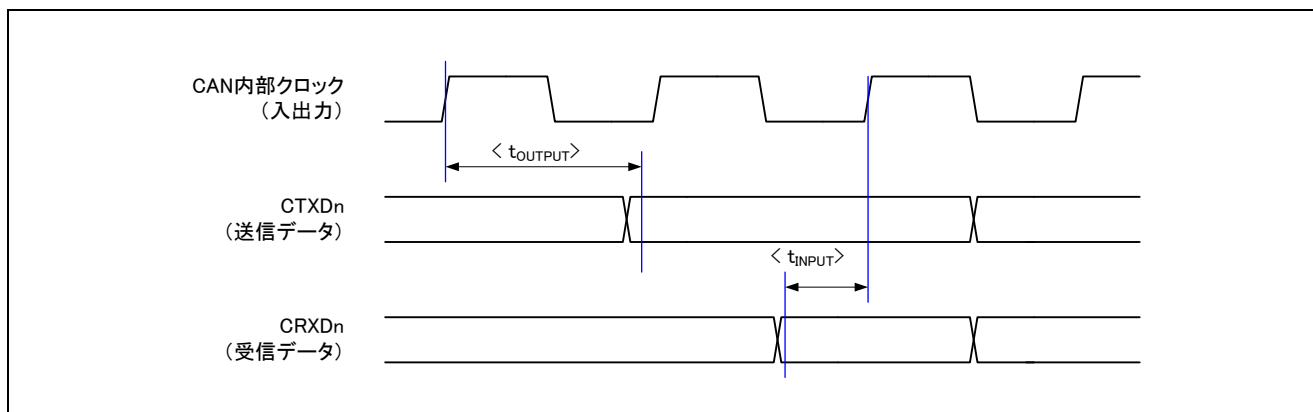 CAN内部クロック
（入出力）
< tOUTPUT>
CTXDn
（送信データ）
< tINPUT>
CRXDn
（受信データ）